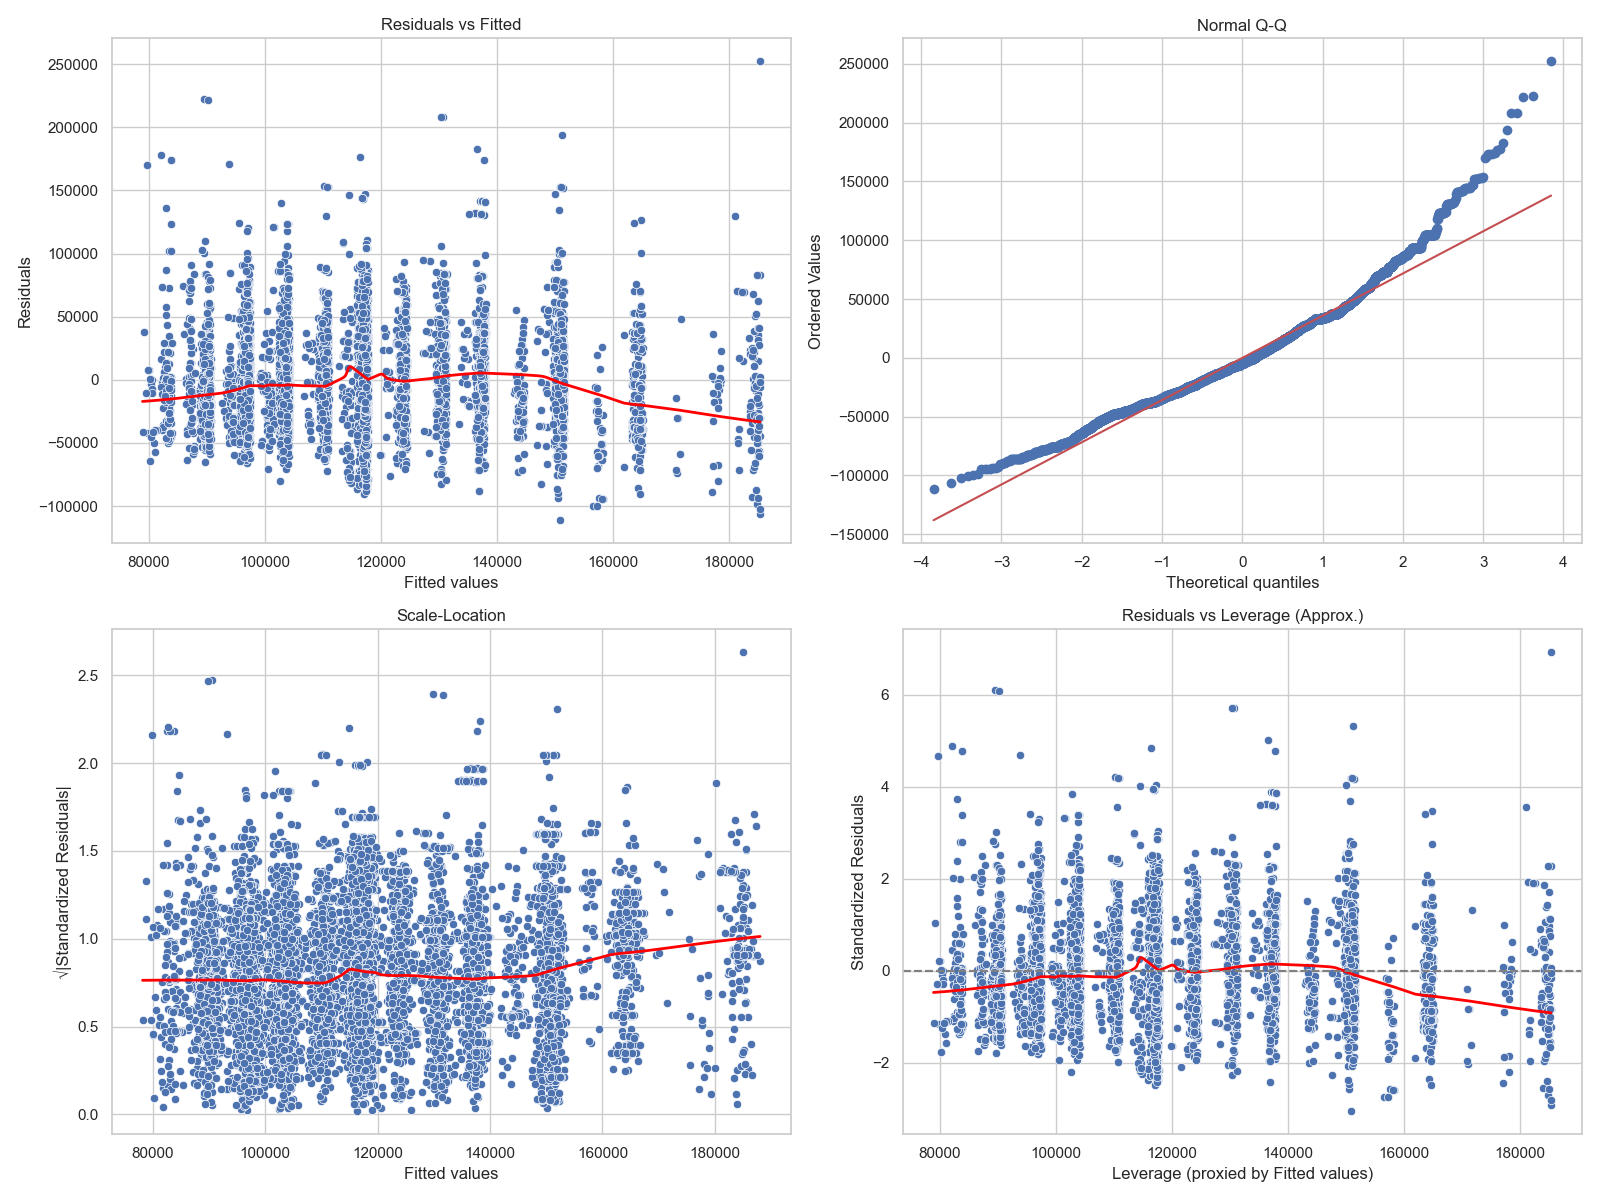 Residuals vs Fitted
Residuals
250000
200000
150000
100000
50000
0
−50000
−100000
80000 100000 120000 140000 160000 180000
Fitted values
Normal Q-Q
Ordered Values
250000
200000
150000
100000
50000
0
−50000
−100000
−150000
−4 −3 −2 −1 0 1 2 3 4
Theoretical quantiles
Scale-Location
√|Standardized Residuals|
2.5
2.0
1.5
1.0
0.5
0.0
80000 100000 120000 140000 160000 180000
Fitted values
Residuals vs Leverage (Approx.)
Standardized Residuals
6
4
2
0
−2
80000 100000 120000 140000 160000 180000
Leverage (proxied by Fitted values)